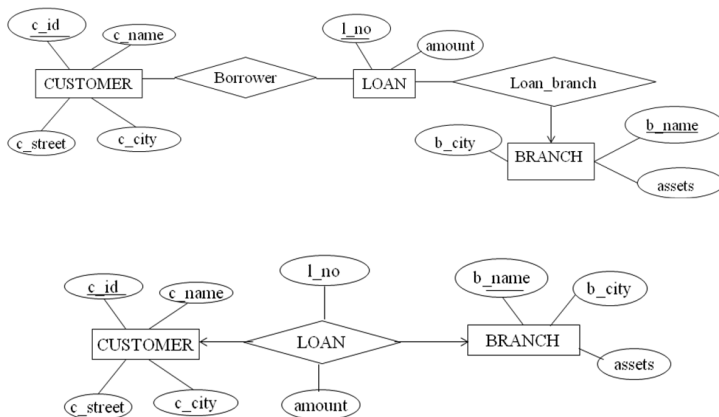 c_id
c_name
l_no
amount
CUSTOMER
Borrower
LOAN
Loan_branch
c_street
c_city
b_city
b_name
BRANCH
assets
l_no
c_id
c_name
b_name
b_city
CUSTOMER
LOAN
BRANCH
assets
c_street
c_city
amount